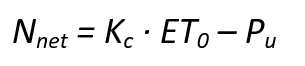 N_net = K_c · ET_0 – P_u